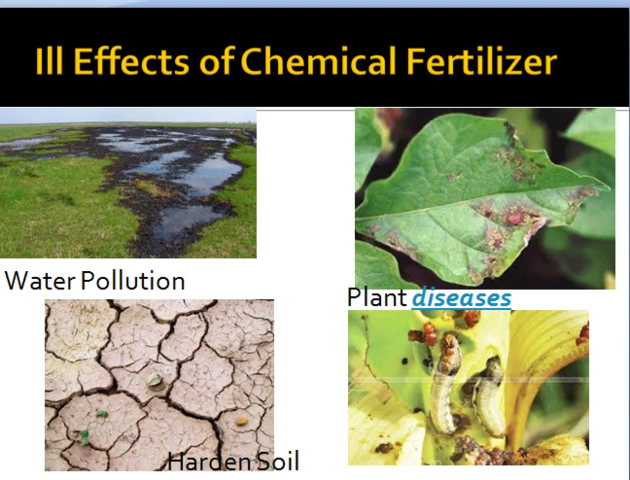 Ill Effects of Chemical Fertilizer
Water Pollution
Plant diseases
Harden Soil